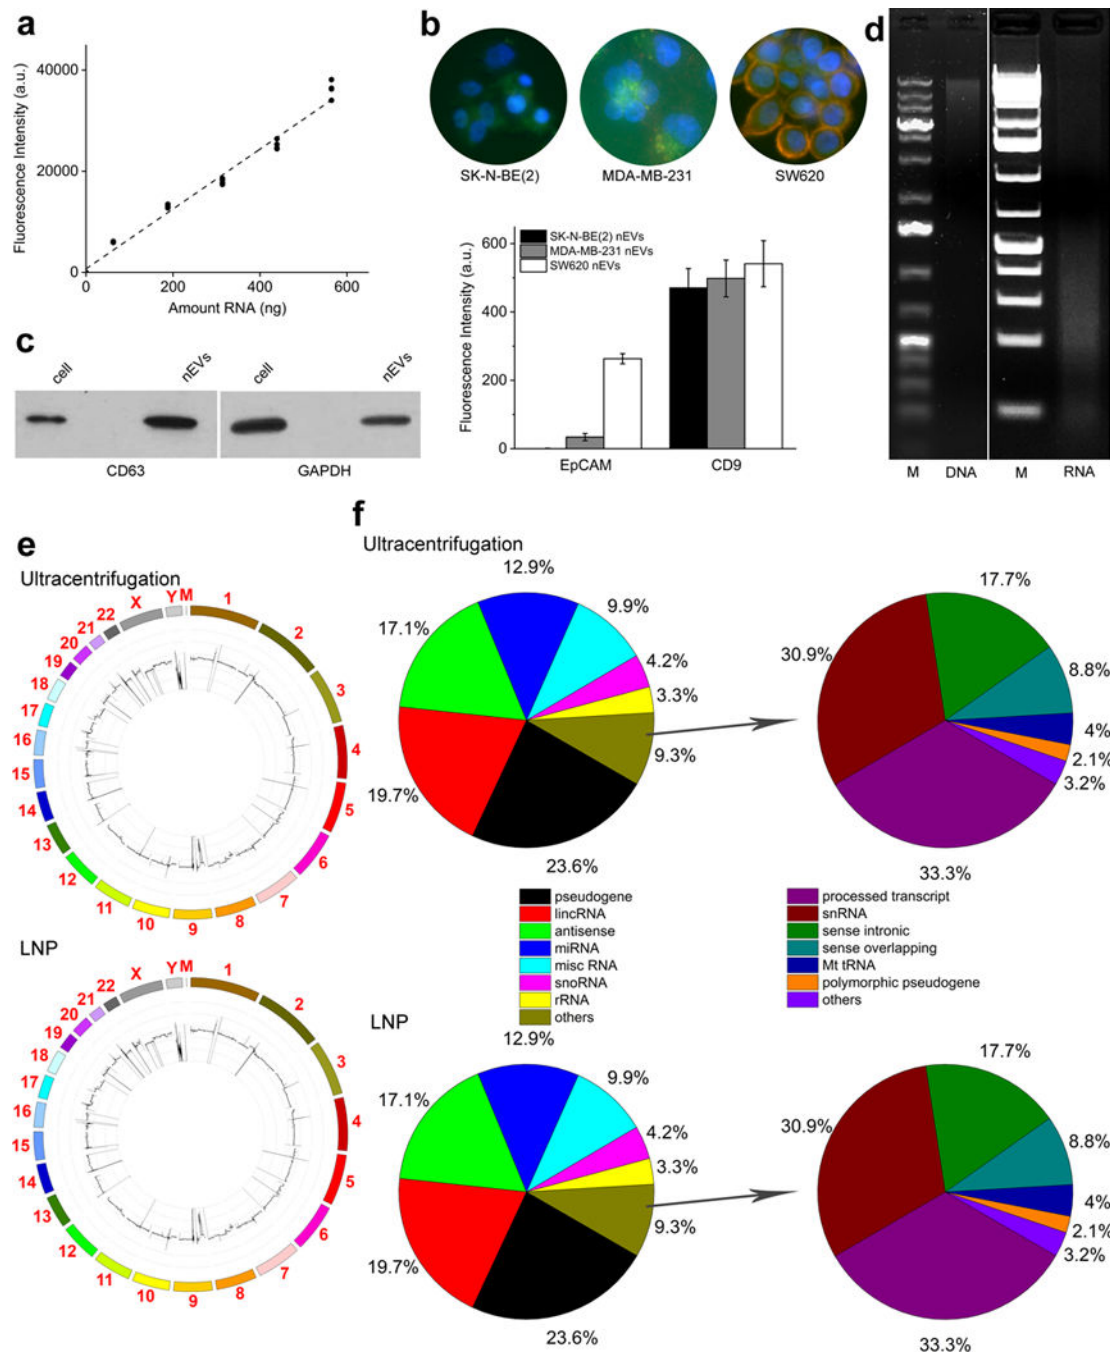 a
Fluorescence Intensity (a.u.)
40000
20000
0
0
200
400
600
Amount RNA (ng)
b
SK-N-BE(2)
MDA-MB-231
SW620
Fluorescence Intensity (a.u.)
600
400
200
0
SK-N-BE(2) nEVs
MDA-MB-231 nEVs
SW620 nEVs
EpCAM
CD9
c
cell
nEVs
cell
nEVs
CD63
GAPDH
d
M
DNA
M
RNA
e
Ultracentrifugation
M
1
2
3
4
5
6
7
8
9
10
11
12
13
14
15
16
17
18
19
20
21
22
X
Y
LNP
M
1
2
3
4
5
6
7
8
9
10
11
12
13
14
15
16
17
18
19
20
21
22
X
Y
f
Ultracentrifugation
12.9%
9.9%
4.2%
3.3%
9.3%
23.6%
19.7%
17.1%
17.7%
8.8%
4%
2.1%
3.2%
33.3%
30.9%
pseudogene
lincRNA
antisense
miRNA
misc RNA
snoRNA
rRNA
others
processed transcript
snRNA
sense intronic
sense overlapping
Mt tRNA
polymorphic pseudogene
others
LNP
12.9%
9.9%
4.2%
3.3%
9.3%
23.6%
19.7%
17.1%
17.7%
8.8%
4%
2.1%
3.2%
33.3%
30.9%